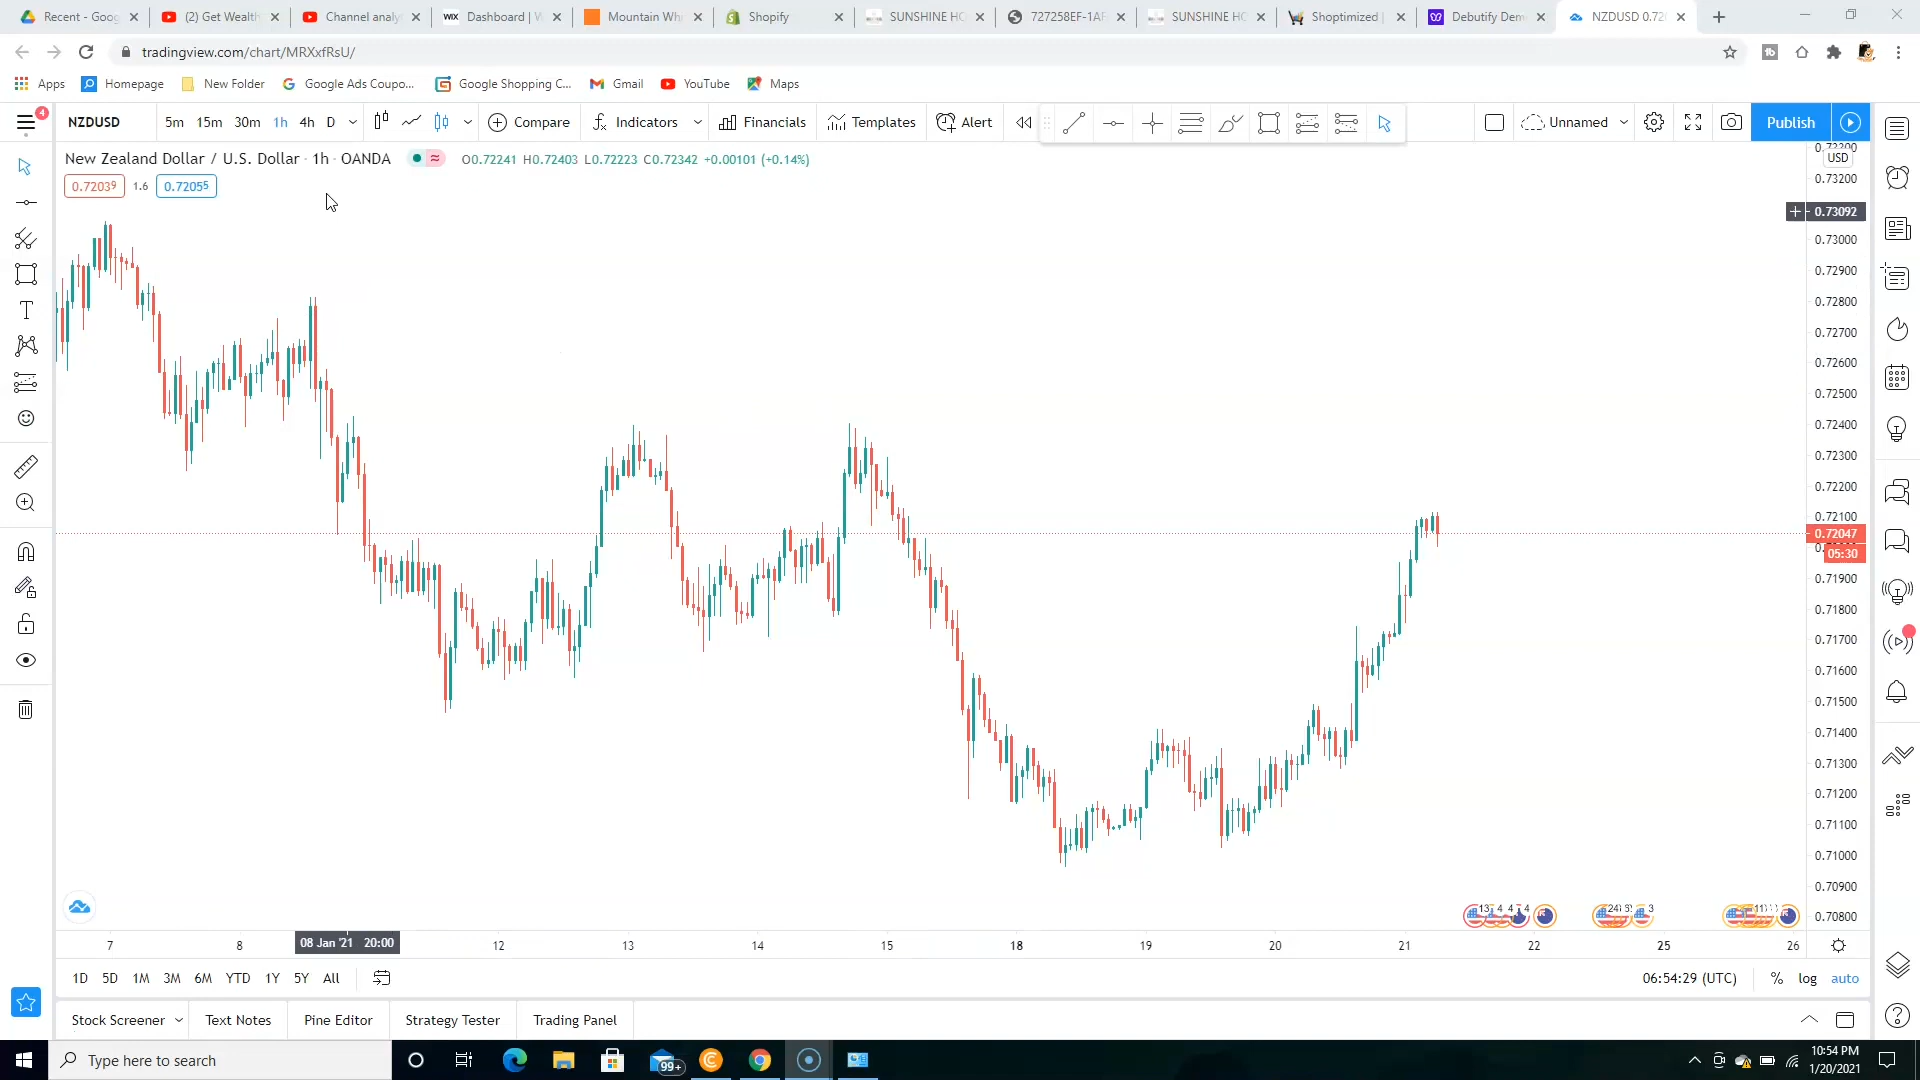 Recent - Goog
(2) Get Wealth
Channel analy
WIX Dashboard | W
Mountain Whi
Shopify
SUNSHINE HO
727258EF-1AF
SUNSHINE HO
Shoptimized |
Debutify Dem
NZDUSD 0.720
tradingview.com/chart/MRXxfRsU/
Apps
Homepage
New Folder
Google Ads Coupo...
Google Shopping C...
Gmail
YouTube
Maps
4
NZDUSD
5m 15m 30m 1h 4h D
Compare
Indicators
Financials
Templates
Alert
Unnamed
Publish
New Zealand Dollar / U.S. Dollar · 1h · OANDA
O0.72241 H0.72403 L0.72223 C0.72342 +0.00101 (+0.14%)
0.72039 1.6 0.72055
USD
0.73200
0.73092
0.73000
0.72900
0.72800
0.72700
0.72600
0.72500
0.72400
0.72300
0.72200
0.72100
0.72047
05:30
0.71900
0.71800
0.71700
0.71600
0.71500
0.71400
0.71300
0.71200
0.71100
0.71000
0.70900
0.70800
7 8 08 Jan '21 20:00 12 13 14 15 18 19 20 21 22 25 26
1D 5D 1M 3M 6M YTD 1Y 5Y All
06:54:29 (UTC) % log auto
Stock Screener Text Notes Pine Editor Strategy Tester Trading Panel
Type here to search
99+
10:54 PM
1/20/2021